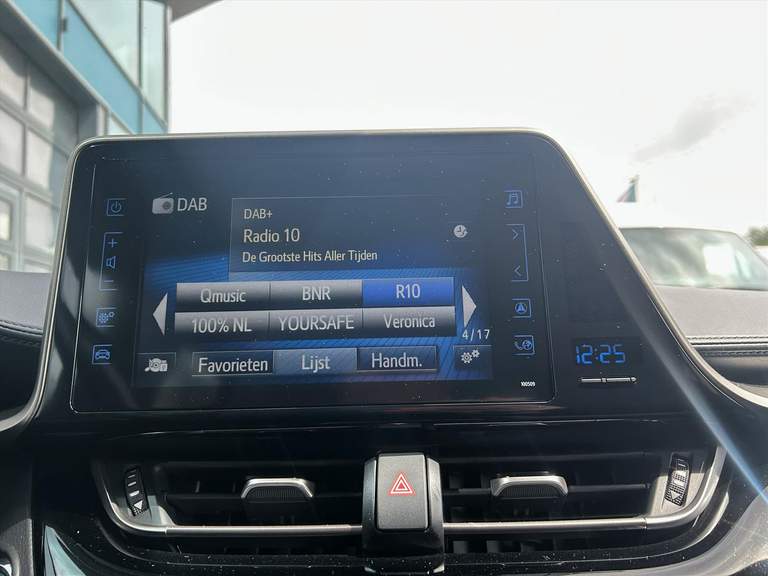 DAB
DAB+
Radio 10
De Grootste Hits Aller Tijden
Qmusic BNR R10
100% NL YOURSAFE Veronica
4/17
Favorieten Lijst Handm.
100509
12:25